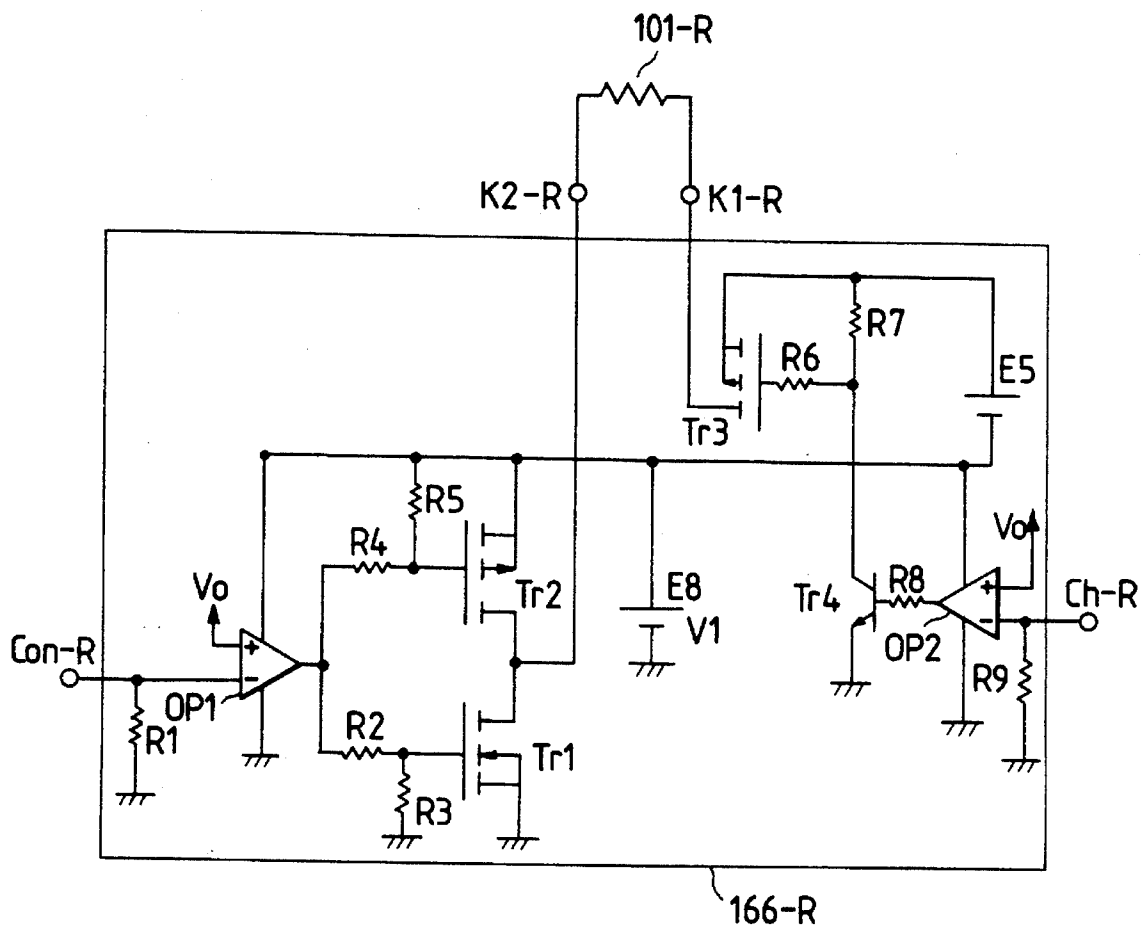 101-R
K2-R
K1-R
R7
R6
E5
Tr3
R5
R4
Vo
Tr2
E8
V1
Vo
Tr4
R8
Ch-R
OP2
Con-R
OP1
R9
R1
R2
Tr1
R3
166-R
+
-
+
-